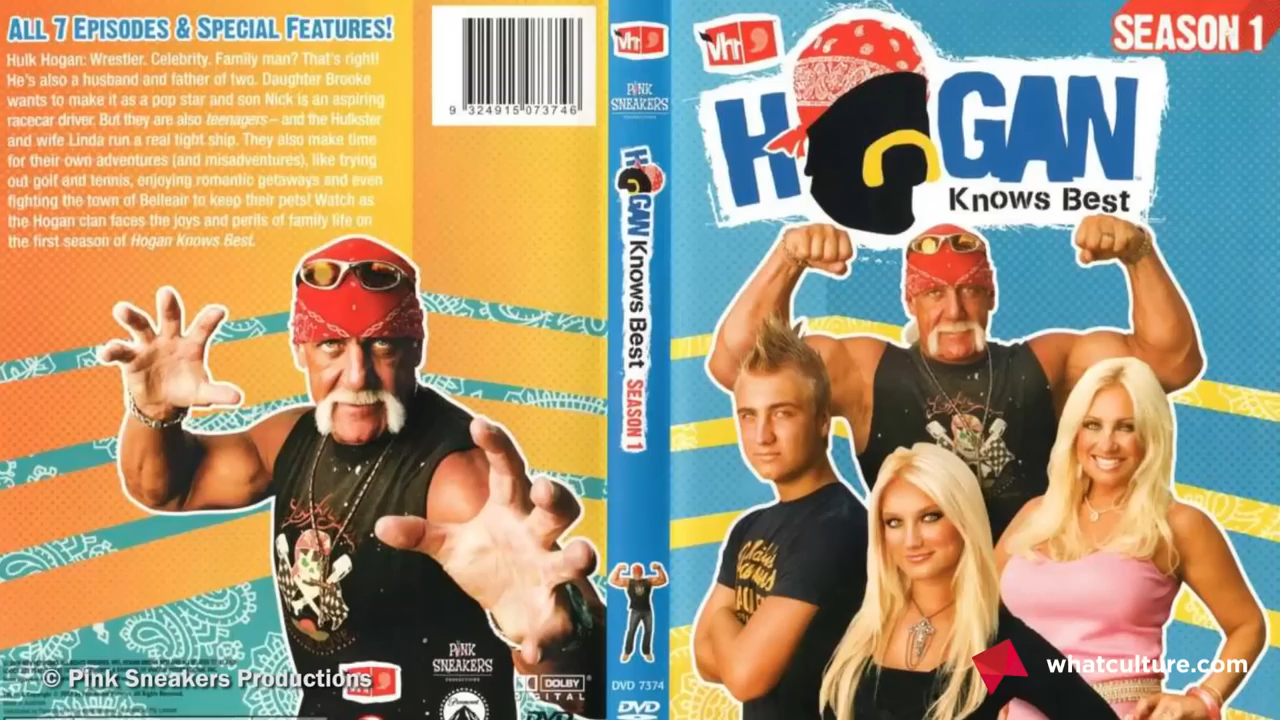 ALL 7 EPISODES & SPECIAL FEATURES!
Hulk Hogan: Wrestler. Celebrity. Family man? That's right!
He's also a husband and father of two. Daughter Brooke
wants to make it as a pop star and son Nick is an aspiring
racecar driver. But they are also teenagers – and the Hulkster
and wife Linda run a real tight ship. They also make time
for their own adventures (and misadventures), like trying
out golf and tennis, enjoying romantic getaways and even
fighting the town of Belleair to keep their pets! Watch as
the Hogan clan faces the joys and perils of family life on
the first season of Hogan Knows Best.
9 324915 073746
© Pink Sneakers Productions
VH1
PINK
SNEAKERS
PRODUCTIONS
Paramount
DOLBY
DIGITAL
DVD
VH1
PINK
SNEAKERS
PRODUCTIONS
HOGAN Knows Best SEASON 1
DVD 7374
DVD
VH1
SEASON 1
HOGAN
Knows Best
whatculture.com